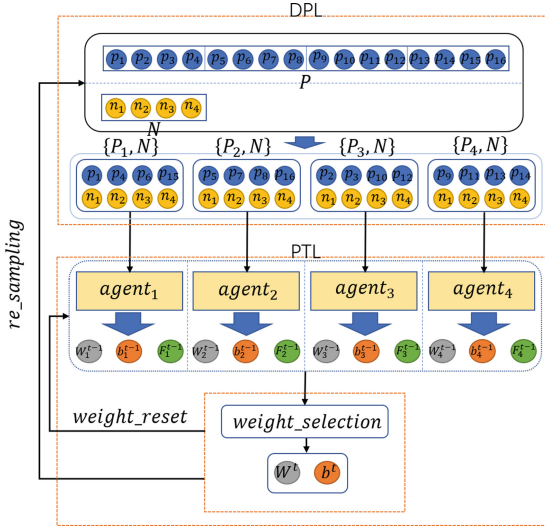 DPL
p₁ p₂ p₃ p₄ p₅ p₆ p₇ p₈ p₉ p₁₀ p₁₁ p₁₂ p₁₃ p₁₄ p₁₅ p₁₆
P
n₁ n₂ n₃ n₄
N
{P₁, N} {P₂, N} {P₃, N} {P₄, N}
p₁ p₄ p₆ p₁₅ p₅ p₇ p₈ p₁₆ p₂ p₃ p₁₀ p₁₂ p₉ p₁₁ p₁₃ p₁₄
n₁ n₂ n₃ n₄ n₁ n₂ n₃ n₄ n₁ n₂ n₃ n₄ n₁ n₂ n₃ n₄
re_sampling
PTL
agent₁ agent₂ agent₃ agent₄
W₁ᵗ⁻¹ b₁ᵗ⁻¹ F₁ᵗ⁻¹ W₂ᵗ⁻¹ b₂ᵗ⁻¹ F₂ᵗ⁻¹ W₃ᵗ⁻¹ b₃ᵗ⁻¹ F₃ᵗ⁻¹ W₄ᵗ⁻¹ b₄ᵗ⁻¹ F₄ᵗ⁻¹
weight_reset
weight_selection
Wᵗ bᵗ